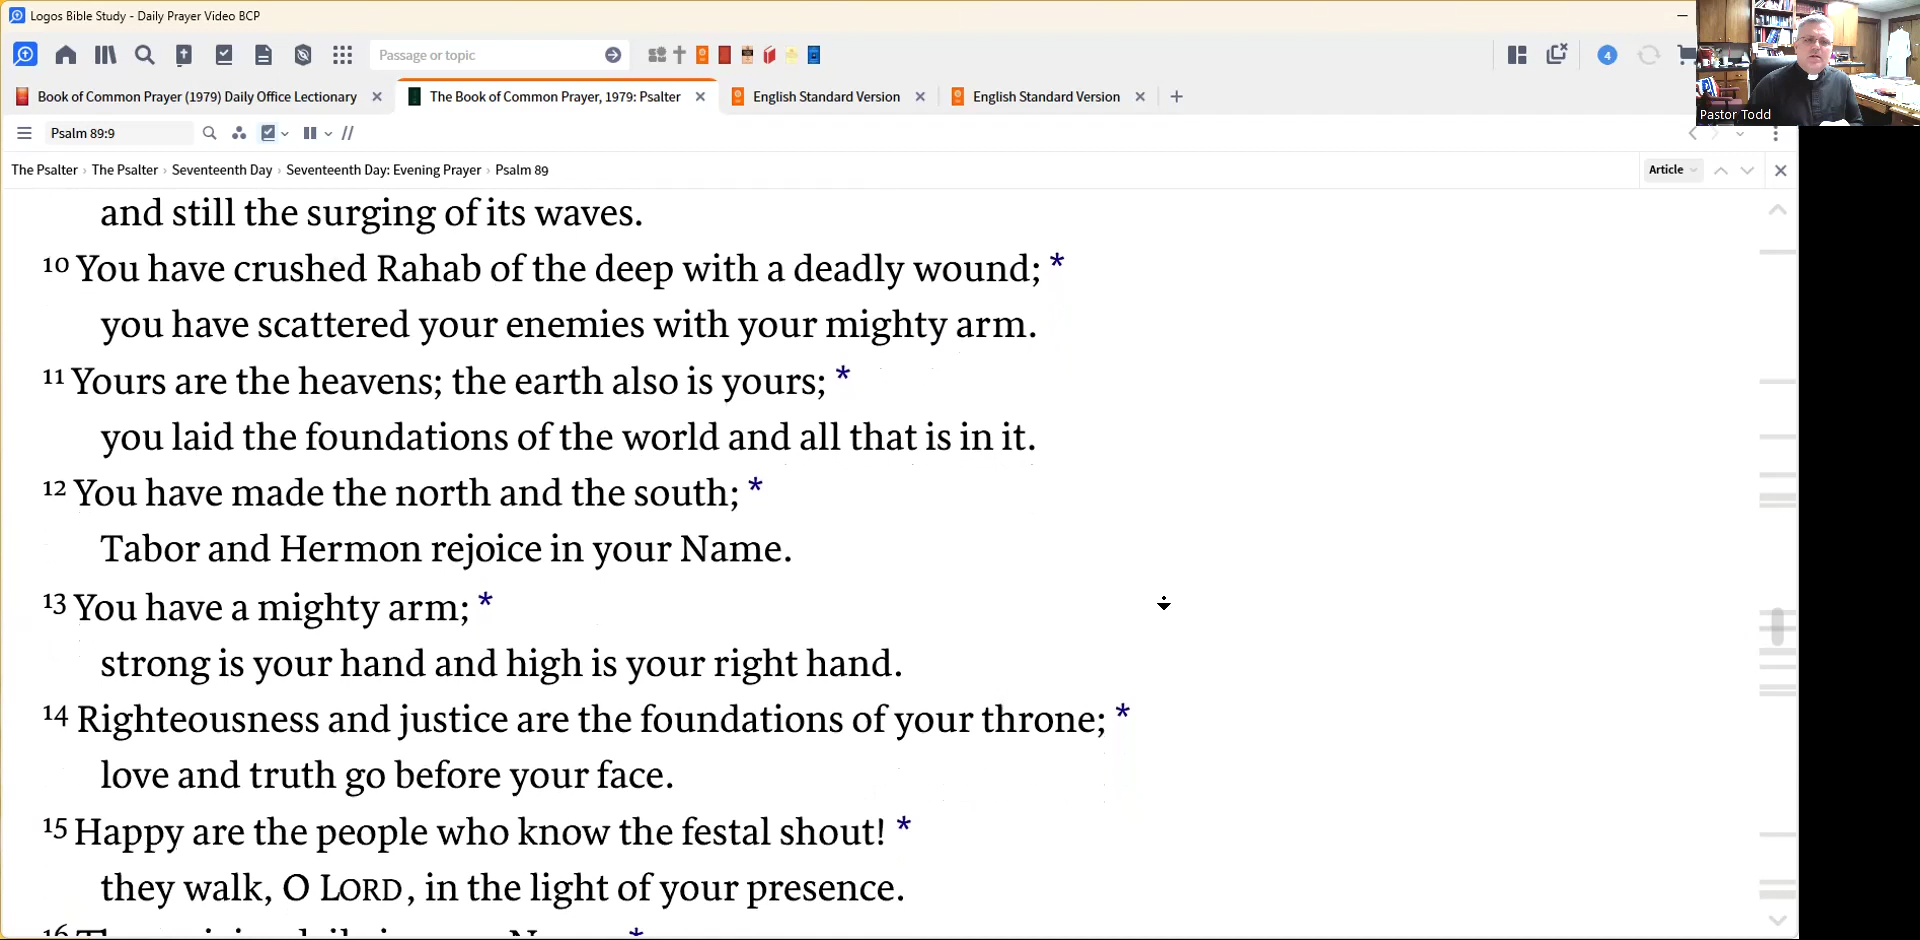 Logos Bible Study - Daily Prayer Video BCP
Passage or topic
4
Book of Common Prayer (1979) Daily Office Lectionary
The Book of Common Prayer, 1979: Psalter
English Standard Version
English Standard Version
Pastor Todd
Psalm 89:9
The Psalter › The Psalter › Seventeenth Day › Seventeenth Day: Evening Prayer › Psalm 89
Article
and still the surging of its waves.
10 You have crushed Rahab of the deep with a deadly wound; *
you have scattered your enemies with your mighty arm.
11 Yours are the heavens; the earth also is yours; *
you laid the foundations of the world and all that is in it.
12 You have made the north and the south; *
Tabor and Hermon rejoice in your Name.
13 You have a mighty arm; *
strong is your hand and high is your right hand.
14 Righteousness and justice are the foundations of your throne; *
love and truth go before your face.
15 Happy are the people who know the festal shout! *
they walk, O LORD, in the light of your presence.